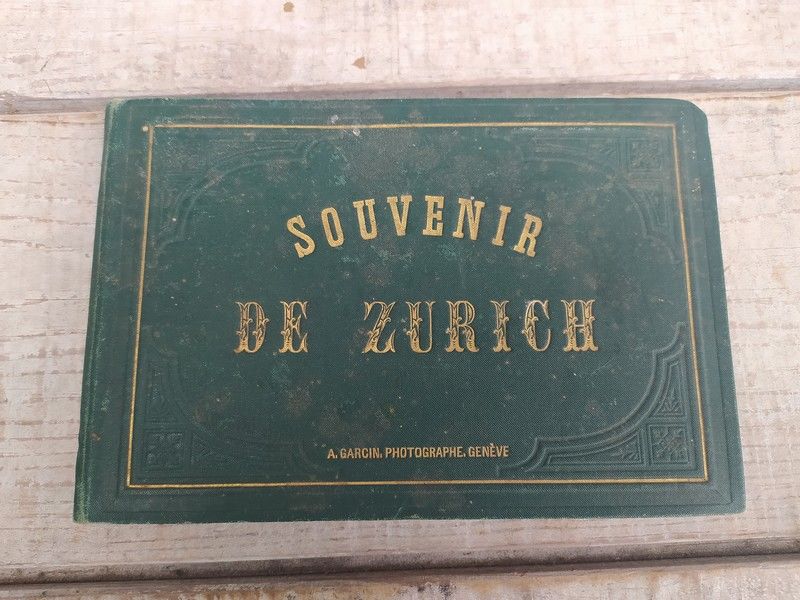 SOUVENIR
DE ZURICH
A. GARCIN, PHOTOGRAPHE. GENÈVE